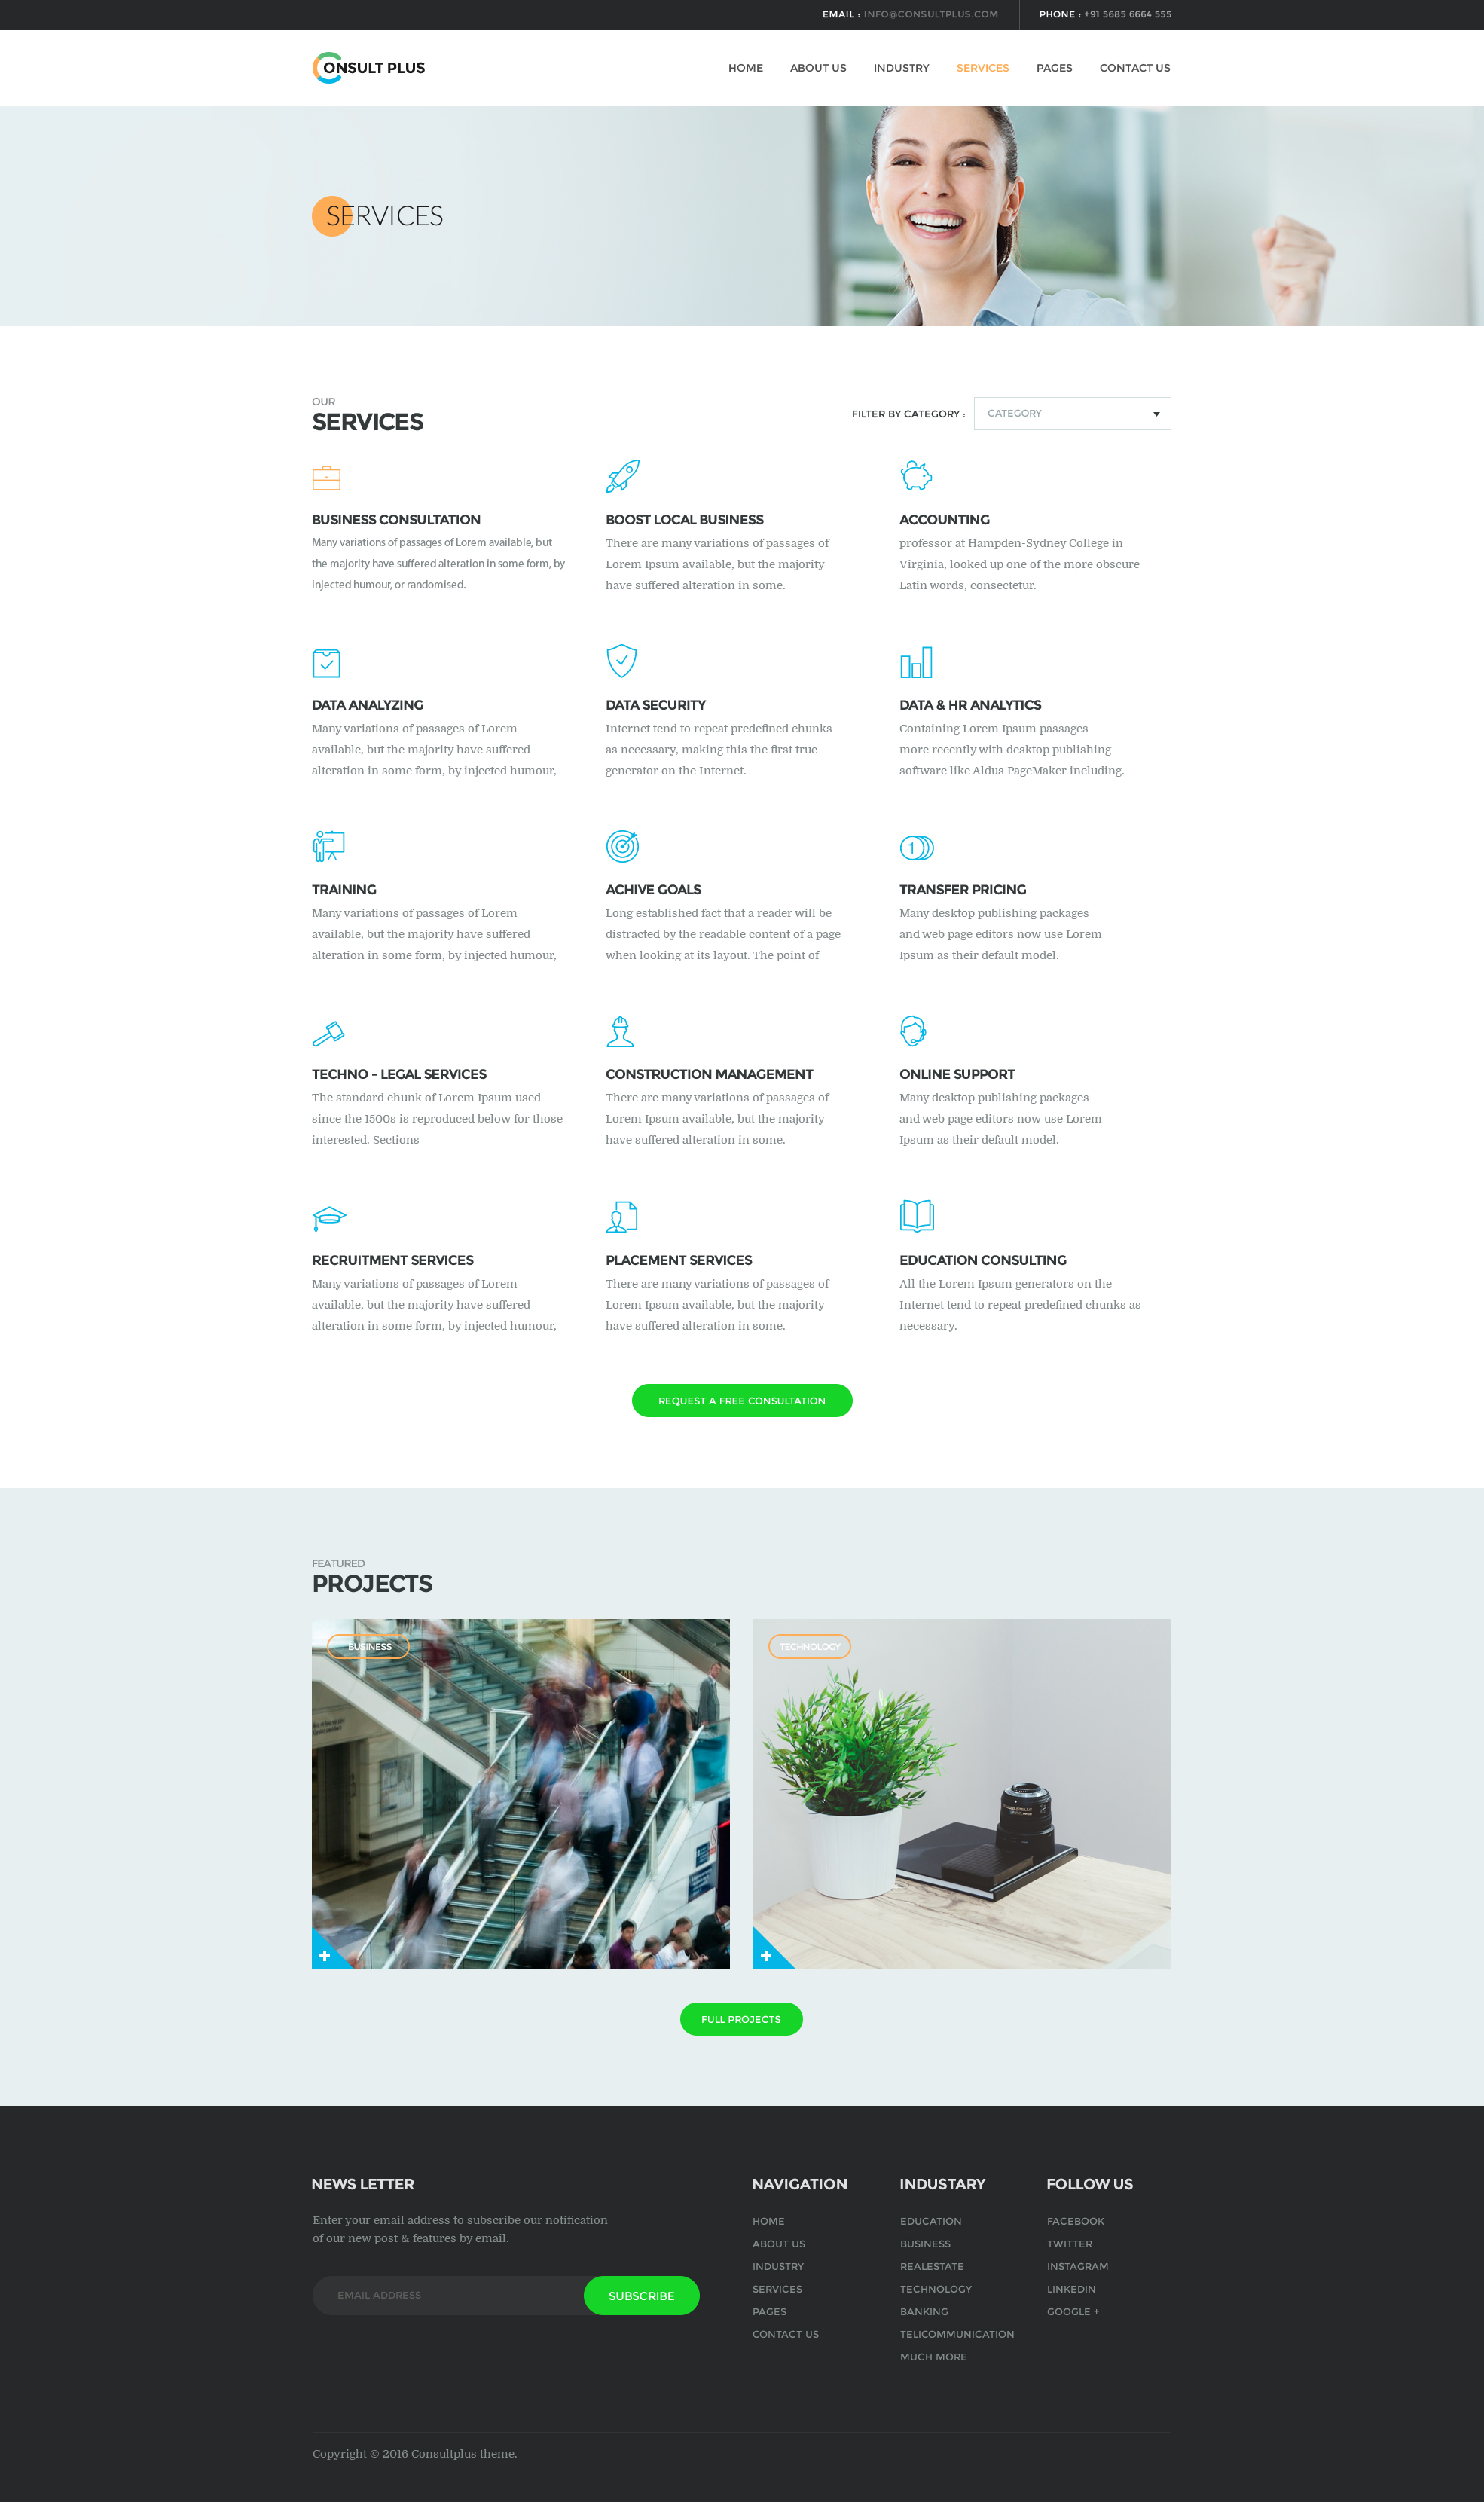 EMAIL : INFO@CONSULTPLUS.COM
PHONE : +91 5685 6664 555
CONSULT PLUS
HOME
ABOUT US
INDUSTRY
SERVICES
PAGES
CONTACT US
SERVICES
OUR
SERVICES
FILTER BY CATEGORY :
CATEGORY
BUSINESS CONSULTATION
Many variations of passages of Lorem available, but
the majority have suffered alteration in some form, by
injected humour, or randomised.
BOOST LOCAL BUSINESS
There are many variations of passages of
Lorem Ipsum available, but the majority
have suffered alteration in some.
ACCOUNTING
professor at Hampden-Sydney College in
Virginia, looked up one of the more obscure
Latin words, consectetur.
DATA ANALYZING
Many variations of passages of Lorem
available, but the majority have suffered
alteration in some form, by injected humour,
DATA SECURITY
Internet tend to repeat predefined chunks
as necessary, making this the first true
generator on the Internet.
DATA & HR ANALYTICS
Containing Lorem Ipsum passages
more recently with desktop publishing
software like Aldus PageMaker including.
TRAINING
Many variations of passages of Lorem
available, but the majority have suffered
alteration in some form, by injected humour,
ACHIVE GOALS
Long established fact that a reader will be
distracted by the readable content of a page
when looking at its layout. The point of
1
TRANSFER PRICING
Many desktop publishing packages
and web page editors now use Lorem
Ipsum as their default model.
TECHNO - LEGAL SERVICES
The standard chunk of Lorem Ipsum used
since the 1500s is reproduced below for those
interested. Sections
CONSTRUCTION MANAGEMENT
There are many variations of passages of
Lorem Ipsum available, but the majority
have suffered alteration in some.
ONLINE SUPPORT
Many desktop publishing packages
and web page editors now use Lorem
Ipsum as their default model.
RECRUITMENT SERVICES
Many variations of passages of Lorem
available, but the majority have suffered
alteration in some form, by injected humour,
PLACEMENT SERVICES
There are many variations of passages of
Lorem Ipsum available, but the majority
have suffered alteration in some.
EDUCATION CONSULTING
All the Lorem Ipsum generators on the
Internet tend to repeat predefined chunks as
necessary.
REQUEST A FREE CONSULTATION
FEATURED
PROJECTS
BUSINESS
TECHNOLOGY
FULL PROJECTS
NEWS LETTER
Enter your email address to subscribe our notification
of our new post & features by email.
EMAIL ADDRESS
SUBSCRIBE
NAVIGATION
HOME
ABOUT US
INDUSTRY
SERVICES
PAGES
CONTACT US
INDUSTARY
EDUCATION
BUSINESS
REALESTATE
TECHNOLOGY
BANKING
TELICOMMUNICATION
MUCH MORE
FOLLOW US
FACEBOOK
TWITTER
INSTAGRAM
LINKEDIN
GOOGLE +
Copyright © 2016 Consultplus theme.